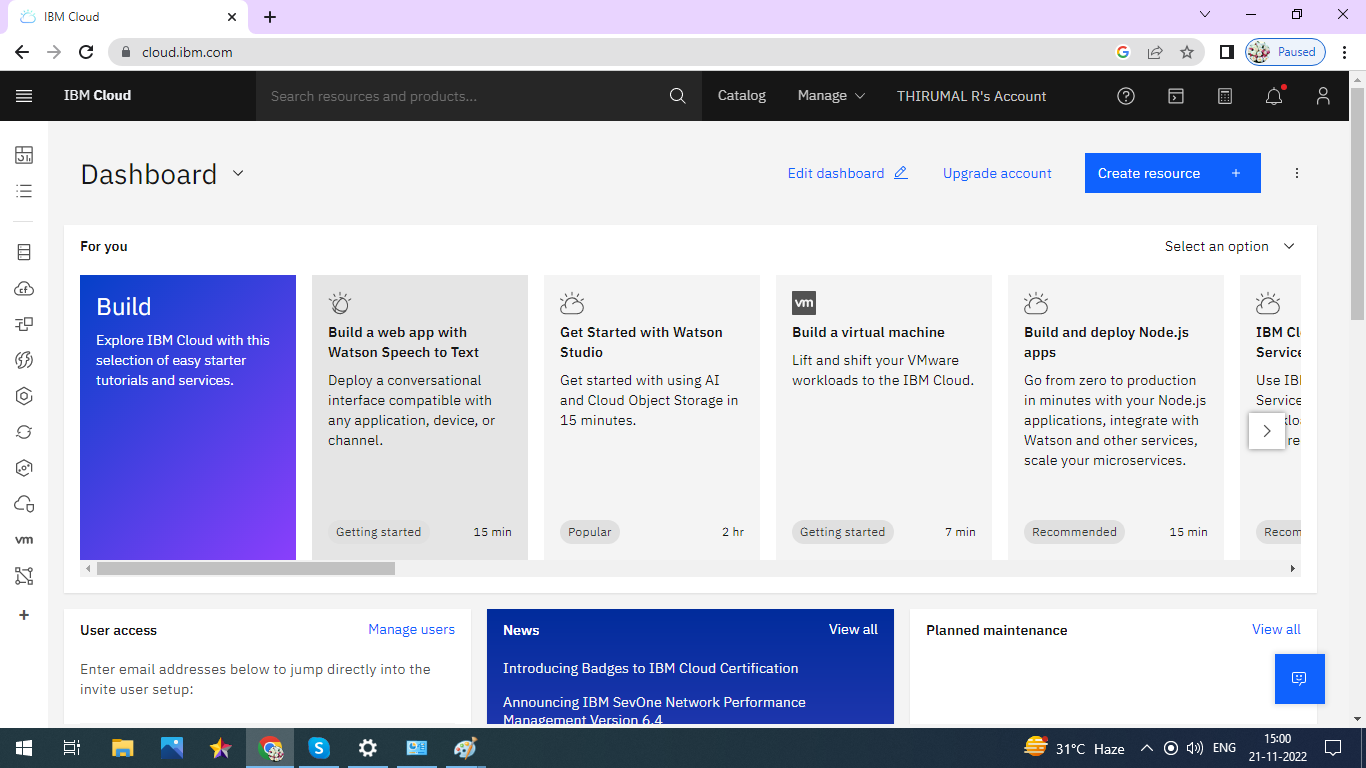 IBM Cloud
cloud.ibm.com
Paused
IBM Cloud
Search resources and products...
Catalog
Manage
THIRUMAL R's Account
Dashboard
Edit dashboard
Upgrade account
Create resource +
For you
Select an option
Build
Explore IBM Cloud with this
selection of easy starter
tutorials and services.
Build a web app with
Watson Speech to Text
Deploy a conversational
interface compatible with
any application, device, or
channel.
Getting started
15 min
Get Started with Watson
Studio
Get started with using AI
and Cloud Object Storage in
15 minutes.
Popular
2 hr
vm
Build a virtual machine
Lift and shift your VMware
workloads to the IBM Cloud.
Getting started
7 min
Build and deploy Node.js
apps
Go from zero to production
in minutes with your Node.js
applications, integrate with
Watson and other services,
scale your microservices.
Recommended
15 min
IBM Cl
Service
Use IB
Service
re
Recom
cf
vm
User access
Manage users
Enter email addresses below to jump directly into the
invite user setup:
News
View all
Introducing Badges to IBM Cloud Certification
Announcing IBM SevOne Network Performance
Management Version 6.4
Planned maintenance
View all
31°C Haze
ENG
15:00
21-11-2022